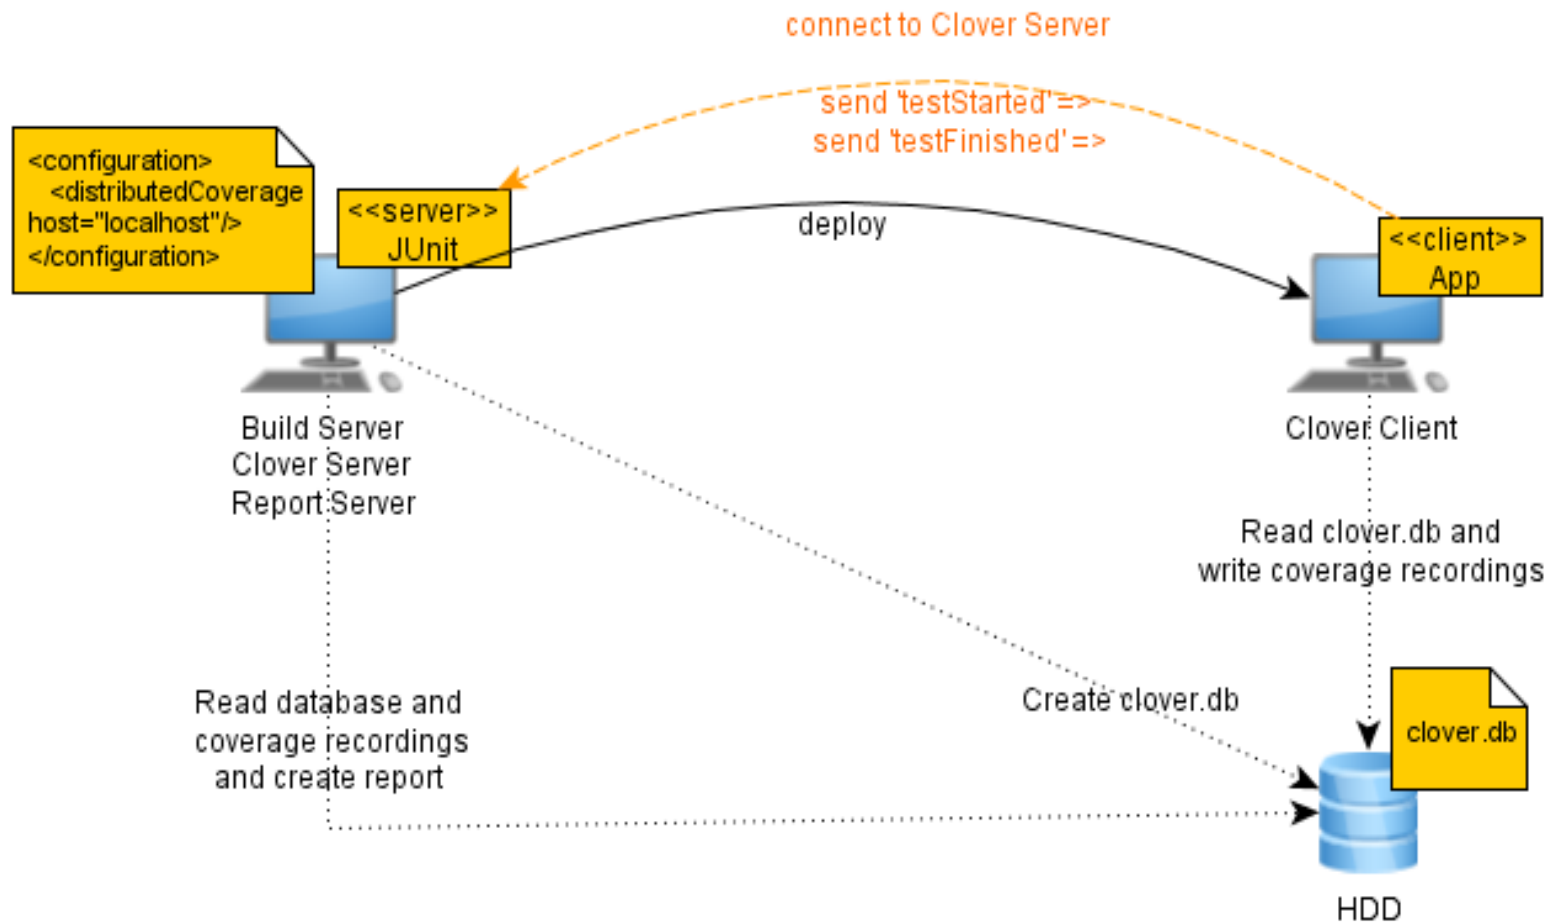 connect to Clover Server
send 'testStarted' =>
send 'testFinished' =>
<configuration>
<distributedCoverage
host="localhost"/>
</configuration>
<<server>>
JUnit
deploy
<<client>>
App
Build Server
Clover Server
Report Server
Clover Client
Read clover.db and
write coverage recordings
Read database and
coverage recordings
and create report
Create clover.db
clover.db
HDD